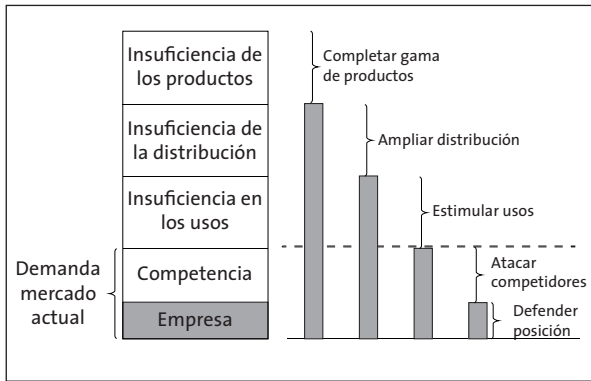 Insuficiencia de
los productos
Completar gama
de productos
Insuficiencia de
la distribución
Ampliar distribución
Insuficiencia en
los usos
Estimular usos
Demanda
mercado
actual
Competencia
Atacar
competidores
Empresa
Defender
posición